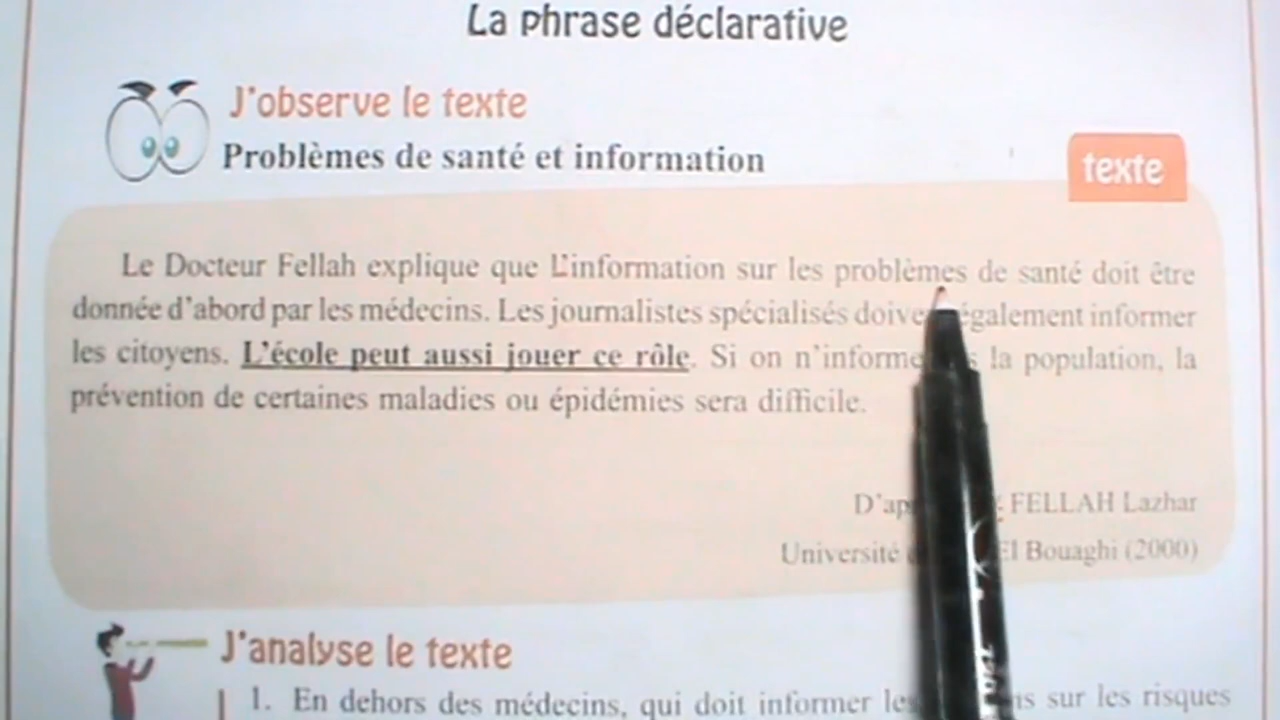 La phrase déclarative
J'observe le texte
Problèmes de santé et information
texte
Le Docteur Fellah explique que L'information sur les problèmes de santé doit être
donnée d'abord par les médecins. Les journalistes spécialisés également informer
les citoyens. L'école peut aussi jouer ce rôle. Si on la population, la
prévention de certaines maladies ou épidémies sera difficile.
FELLAH Lazhar
Université El Bouaghi (2000)
J'analyse le texte
1. En dehors des médecins, qui doit informer sur les risques